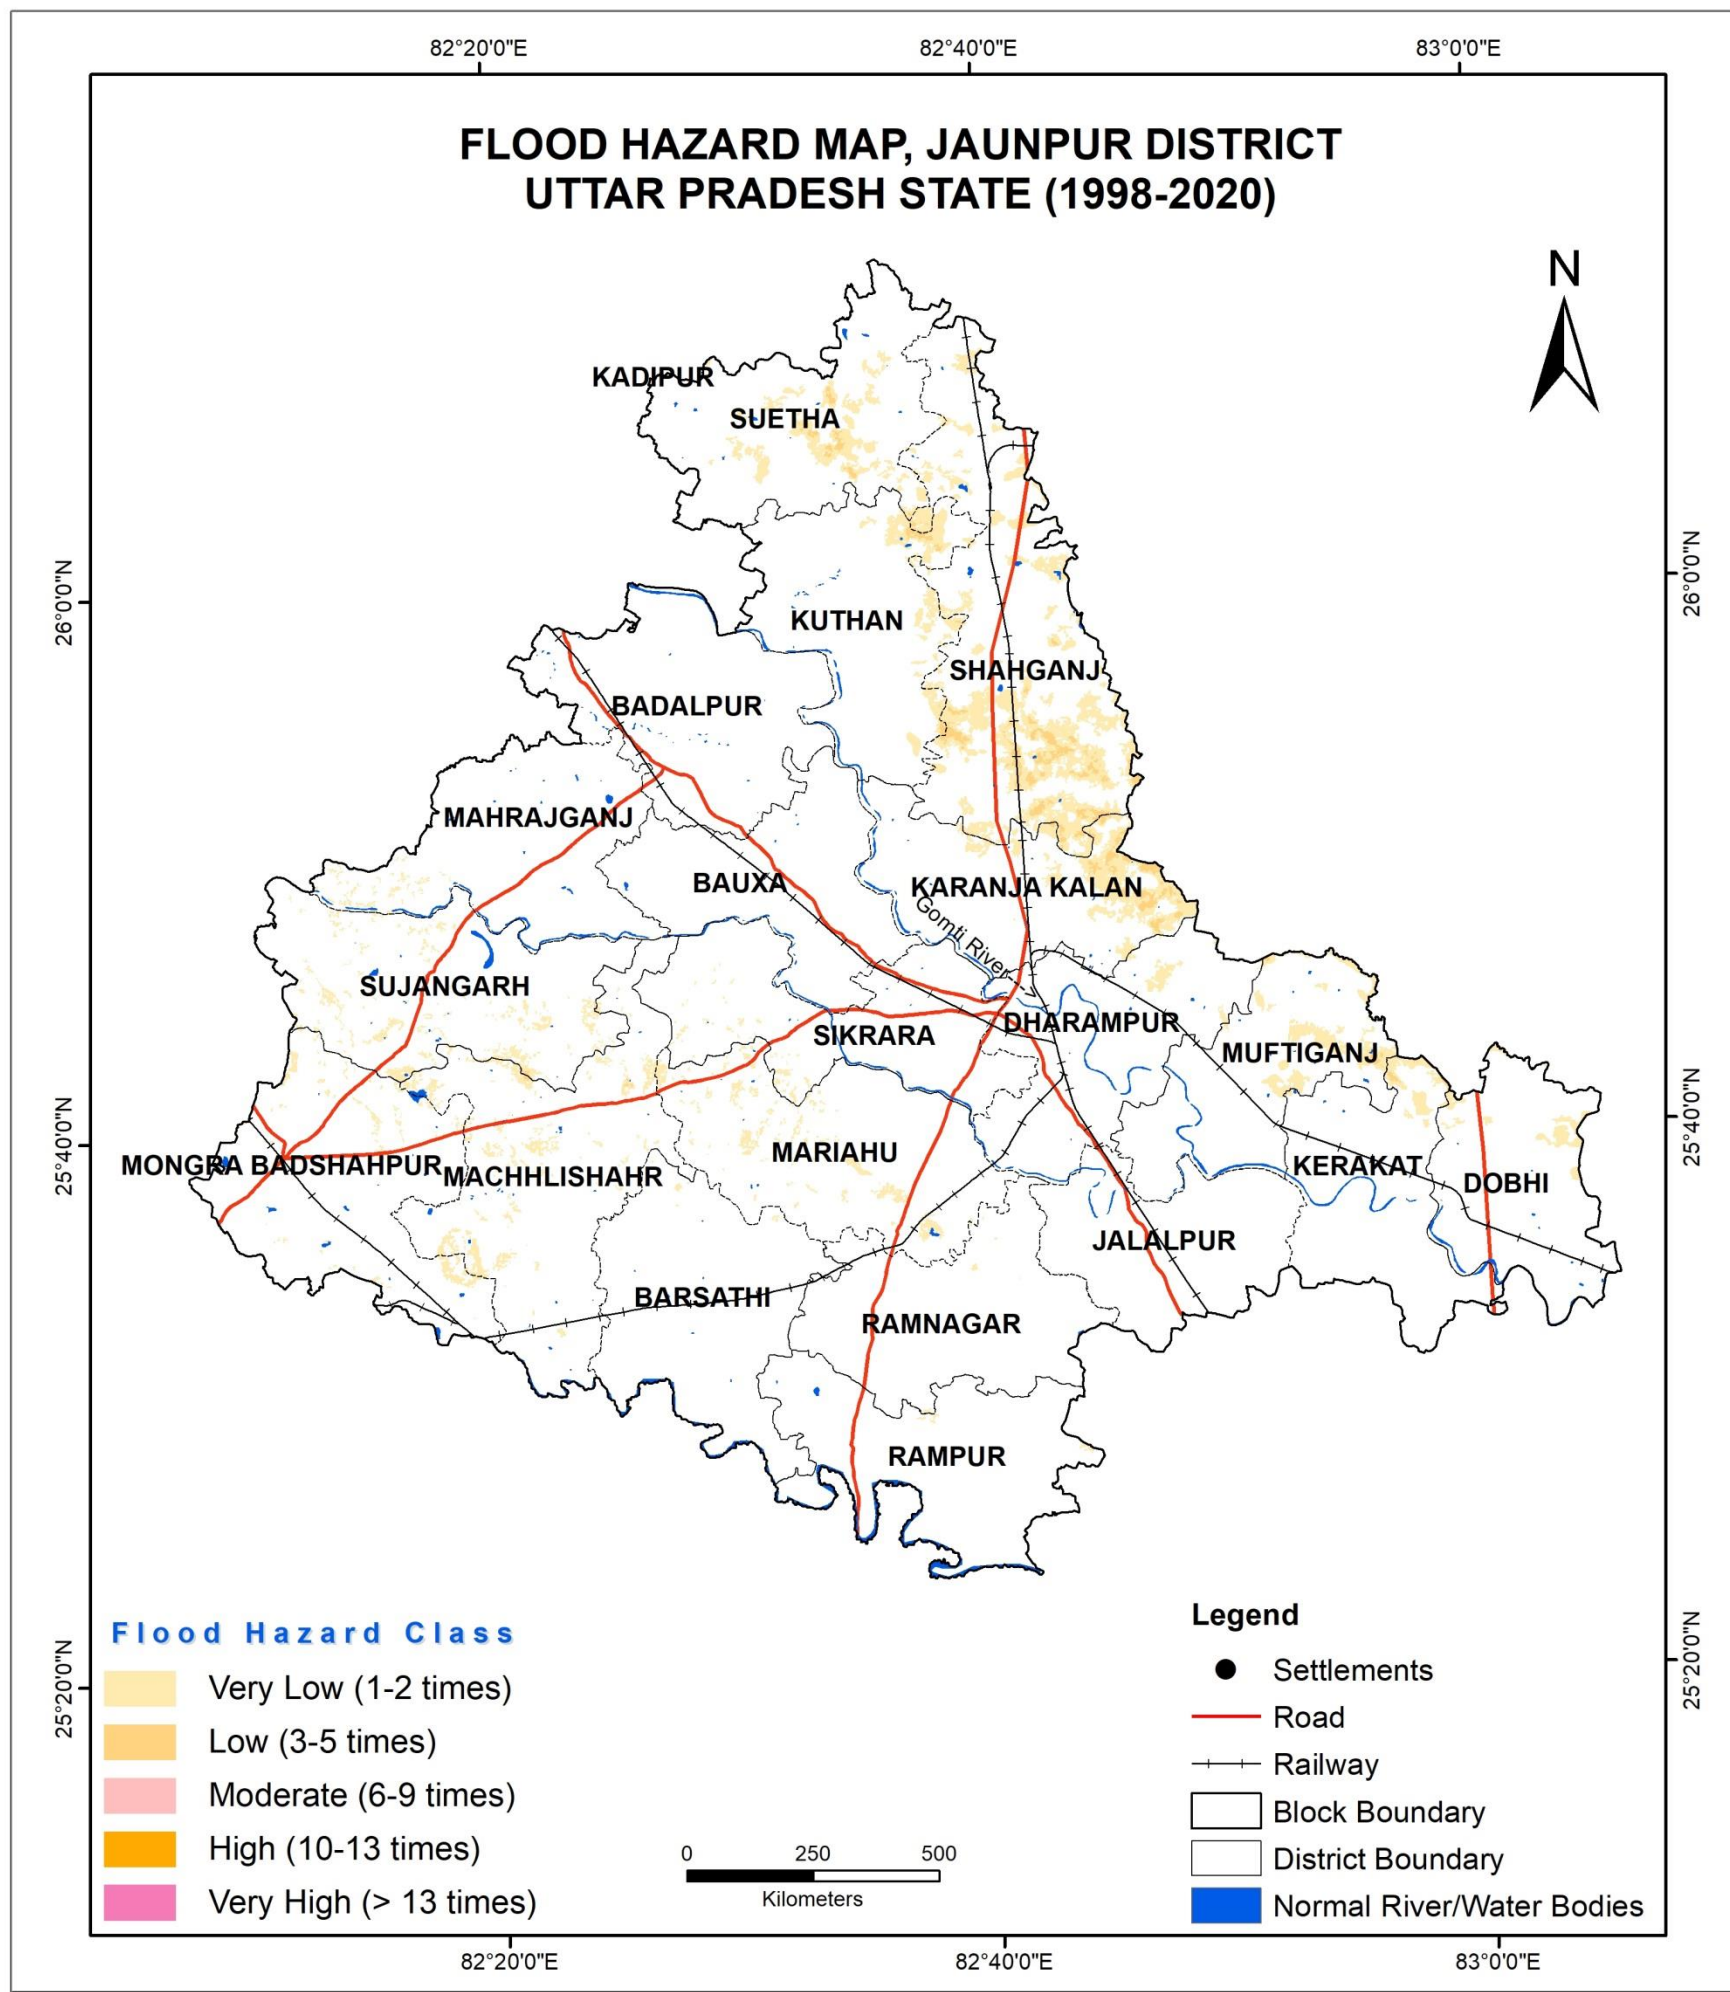 82°20'0"E 82°40'0"E 83°0'0"E
FLOOD HAZARD MAP, JAUNPUR DISTRICT
UTTAR PRADESH STATE (1998-2020)
N
KADIPUR
SUETHA
26°0'0"N
26°0'0"N
KUTHAN
SHAHGANJ
BADALPUR
MAHRAJGANJ
BAUXA
KARANJA KALAN
Gomti River
SUJANGARH
SIKRARA
DHARAMPUR
MUFTIGANJ
25°40'0"N
25°40'0"N
MARIAHU
MONGRA BADSHAHPUR
MACHHLISHAHR
KERAKAT
DOBHI
JALALPUR
BARSATHI
RAMNAGAR
RAMPUR
25°20'0"N
25°20'0"N
Flood Hazard Class
Very Low (1-2 times)
Low (3-5 times)
Moderate (6-9 times)
High (10-13 times)
Very High (> 13 times)
0 250 500
Kilometers
Legend
Settlements
Road
Railway
Block Boundary
District Boundary
Normal River/Water Bodies
82°20'0"E 82°40'0"E 83°0'0"E